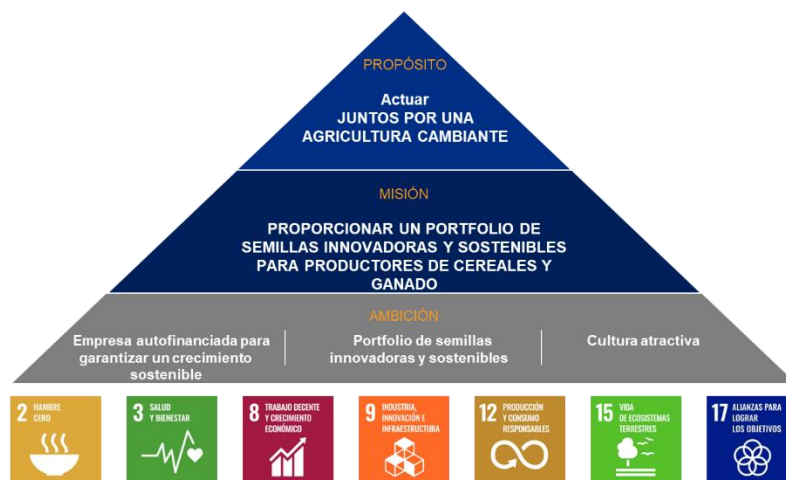 PROPÓSITO
Actuar
JUNTOS POR UNA
AGRICULTURA CAMBIANTE
MISIÓN
PROPORCIONAR UN PORTFOLIO DE
SEMILLAS INNOVADORAS Y SOSTENIBLES
PARA PRODUCTORES DE CEREALES Y
GANADO
AMBICIÓN
Empresa autofinanciada para
garantizar un crecimiento
sostenible
Portfolio de semillas
innovadoras y sostenibles
Cultura atractiva
2 HAMBRE
CERO
3 SALUD
Y BIENESTAR
8 TRABAJO DECENTE
Y CRECIMIENTO
ECONÓMICO
9 INDUSTRIA,
INNOVACIÓN E
INFRAESTRUCTURA
12 PRODUCCIÓN
Y CONSUMO
RESPONSABLES
15 VIDA
DE ECOSISTEMAS
TERRESTRES
17 ALIANZAS PARA
LOGRAR
LOS OBJETIVOS